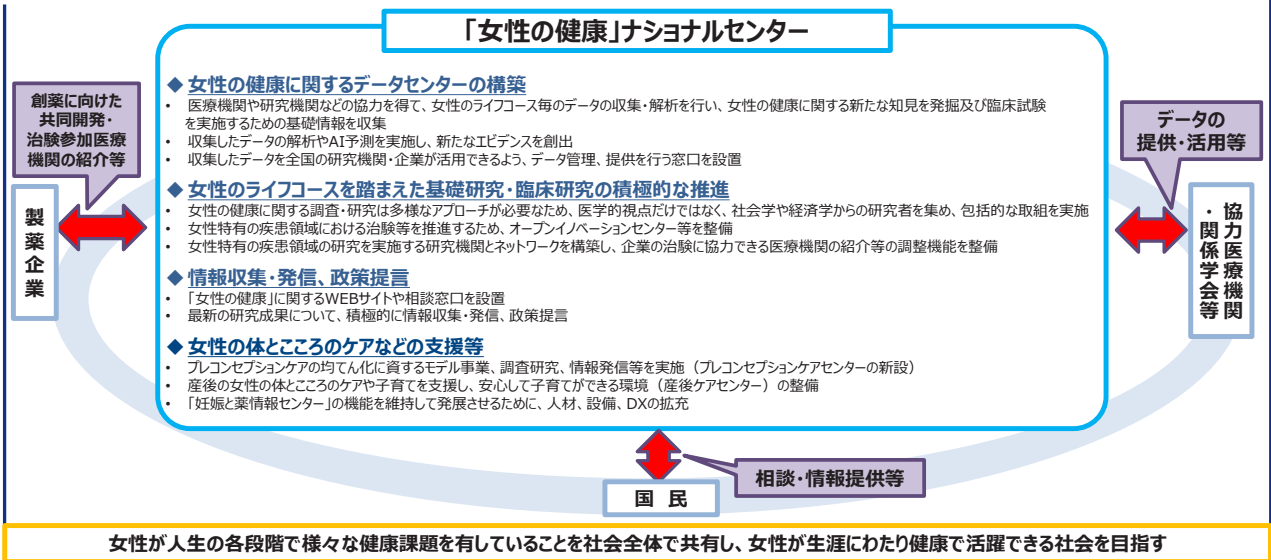 「女性の健康」ナショナルセンター
◆ 女性の健康に関するデータセンターの構築
• 医療機関や研究機関などの協力を得て、女性のライフコース毎のデータの収集・解析を行い、女性の健康に関する新たな知見を発掘及び臨床試験
を実施するための基礎情報を収集
• 収集したデータの解析やAI予測を実施し、新たなエビデンスを創出
• 収集したデータを全国の研究機関・企業が活用できるよう、データ管理、提供を行う窓口を設置
◆ 女性のライフコースを踏まえた基礎研究・臨床研究の積極的な推進
• 女性の健康に関する調査・研究は多様なアプローチが必要なため、医学的視点だけではなく、社会学や経済学からの研究者を集め、包括的な取組を実施
• 女性特有の疾患領域における治験等を推進するため、オープンイノベーションセンター等を整備
• 女性特有の疾患領域の研究を実施する研究機関とネットワークを構築し、企業の治験に協力できる医療機関の紹介等の調整機能を整備
◆ 情報収集・発信、政策提言
• 「女性の健康」に関するWEBサイトや相談窓口を設置
• 最新の研究成果について、積極的に情報収集・発信、政策提言
◆ 女性の体とこころのケアなどの支援等
• プレコンセプションケアの均てん化に資するモデル事業、調査研究、情報発信等を実施（プレコンセプションケアセンターの新設）
• 産後の女性の体とこころのケアや子育てを支援し、安心して子育てができる環境（産後ケアセンター）の整備
• 「妊娠と薬情報センター」の機能を維持して発展させるために、人材、設備、DXの拡充
創薬に向けた
共同開発・
治験参加医療
機関の紹介等
製薬企業
データの
提供・活用等
協力医療機関
・関係学会等
相談・情報提供等
国 民
女性が人生の各段階で様々な健康課題を有していることを社会全体で共有し、女性が生涯にわたり健康で活躍できる社会を目指す